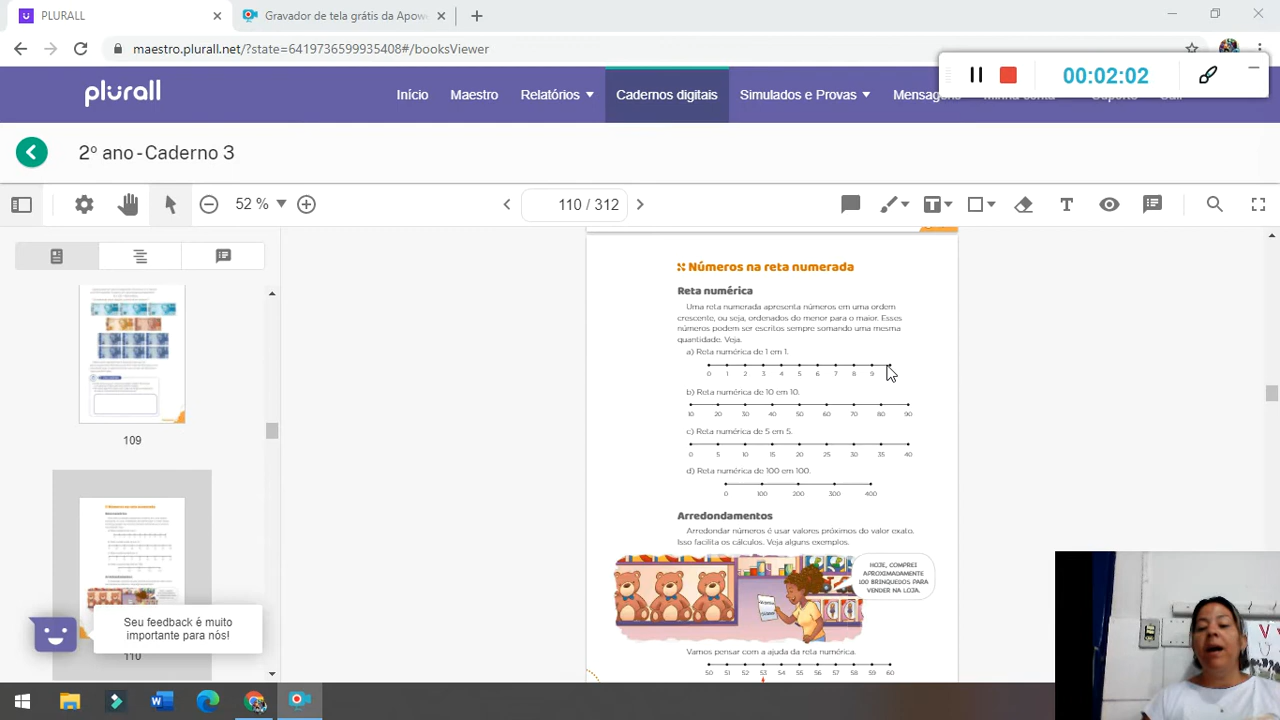 PLURALL
Gravador de tela grátis da Apowe
maestro.plurall.net/?state=6419736599935408#/booksViewer
00:02:02
plurall
Início
Maestro
Relatórios
Cadernos digitais
Simulados e Provas
Mensagens
Minha conta
Suporte
Sair
2º ano - Caderno 3
52 %
110 / 312
109
110
Seu feedback é muito
importante para nós!
Números na reta numerada
Reta numérica
Uma reta numerada apresenta números em uma ordem
crescente, ou seja, ordenados do menor para o maior. Esses
números podem ser escritos sempre somando uma mesma
quantidade. Veja.
a) Reta numérica de 1 em 1.
0 1 2 3 4 5 6 7 8 9
b) Reta numérica de 10 em 10.
10 20 30 40 50 60 70 80 90
c) Reta numérica de 5 em 5.
0 5 10 15 20 25 30 35 40
d) Reta numérica de 100 em 100.
0 100 200 300 400
Arredondamentos
Arredondar números é usar valores próximos do valor exato.
Isso facilita os cálculos. Veja alguns exemplos.
HOJE, COMPREI
APROXIMADAMENTE
100 BRINQUEDOS PARA
VENDER NA LOJA.
Vamos pensar com a ajuda da reta numérica.
50 51 52 53 54 55 56 57 58 59 60